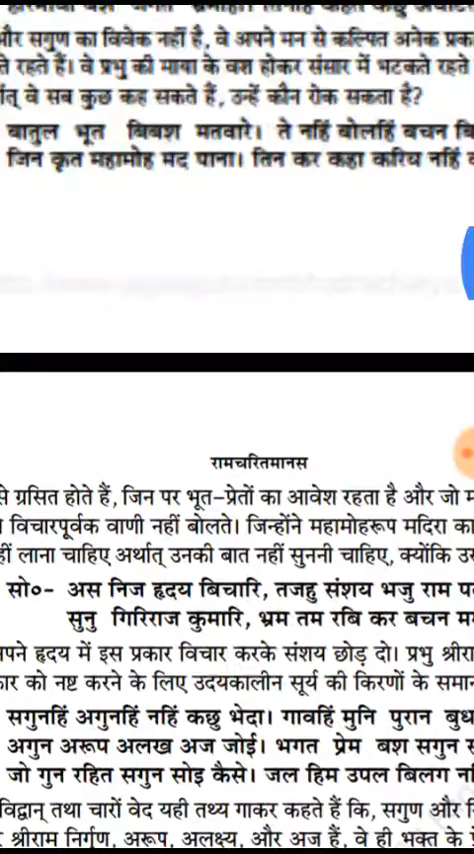 और सगुण का विवेक नहीं है, वे अपने मन से कल्पित अनेक प्रका
ते रहते हैं। वे प्रभु की माया के वश होकर संसार में भटकते रहते
र्ात् वे सब कुछ कह सकते हैं, उन्हें कौन रोक सकता है?
बातुल भूत बिबश मतवारे। ते नहिं बोलहिं बचन बि
जिन कृत महामोह मद पाना। तिन कर कहा करिय नहिं क
रामचरितमानस
से ग्रसित होते हैं, जिन पर भूत-प्रेतों का आवेश रहता है और जो म
विचारपूर्वक वाणी नहीं बोलते। जिन्होंने महामोहरूप मदिरा का
हीं लाना चाहिए अर्थात् उनकी बात नहीं सुननी चाहिए, क्योंकि उस
सो०- अस निज हृदय बिचारि, तजहु संशय भजु राम प
सुनु गिरिराज कुमारि, भ्रम तम रबि कर बचन म
पने हृदय में इस प्रकार विचार करके संशय छोड़ दो। प्रभु श्रीरा
कार को नष्ट करने के लिए उदयकालीन सूर्य की किरणों के समान
सगुनहिं अगुनहिं नहिं कछु भेदा। गावहिं मुनि पुरान बुध
अगुन अरूप अलख अज जोई। भगत प्रेम बश सगुन स
जो गुन रहित सगुन सोइ कैसे। जल हिम उपल बिलग न
विद्वान् तथा चारों वेद यही तथ्य गाकर कहते हैं कि, सगुण और नि
श्रीराम निर्गुण, अरूप, अलक्ष्य, और अज हैं, वे ही भक्त के प्रे